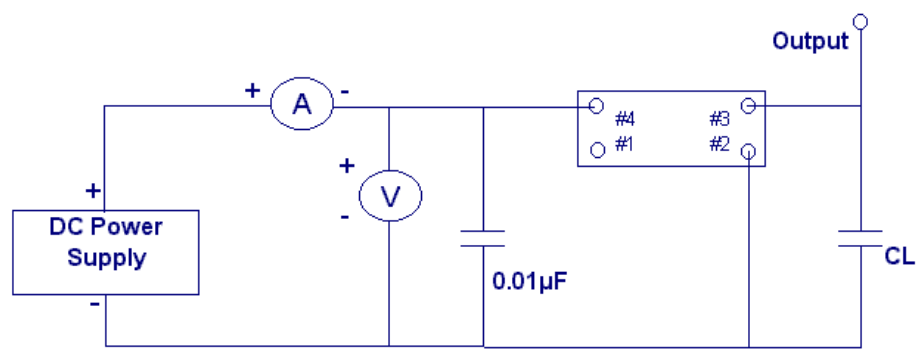 Output
+ A -
#4 #3
#1 #2
+
V
-
+
DC Power
Supply
-
0.01µF
CL